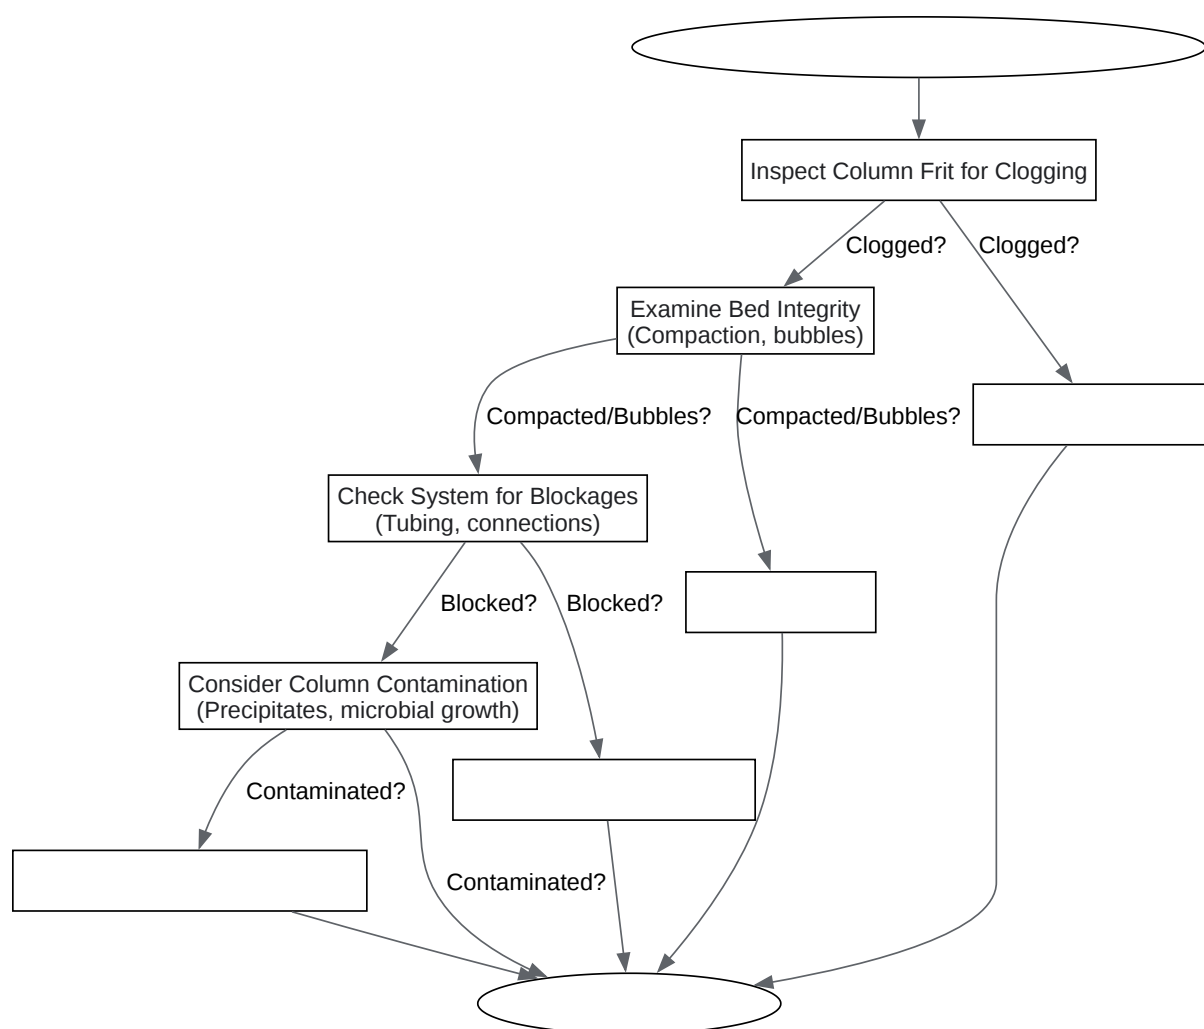 Inspect Column Frit for Clogging
Clogged?
Clogged?
Examine Bed Integrity
(Compaction, bubbles)
Compacted/Bubbles?
Compacted/Bubbles?
Check System for Blockages
(Tubing, connections)
Blocked?
Blocked?
Consider Column Contamination
(Precipitates, microbial growth)
Contaminated?
Contaminated?